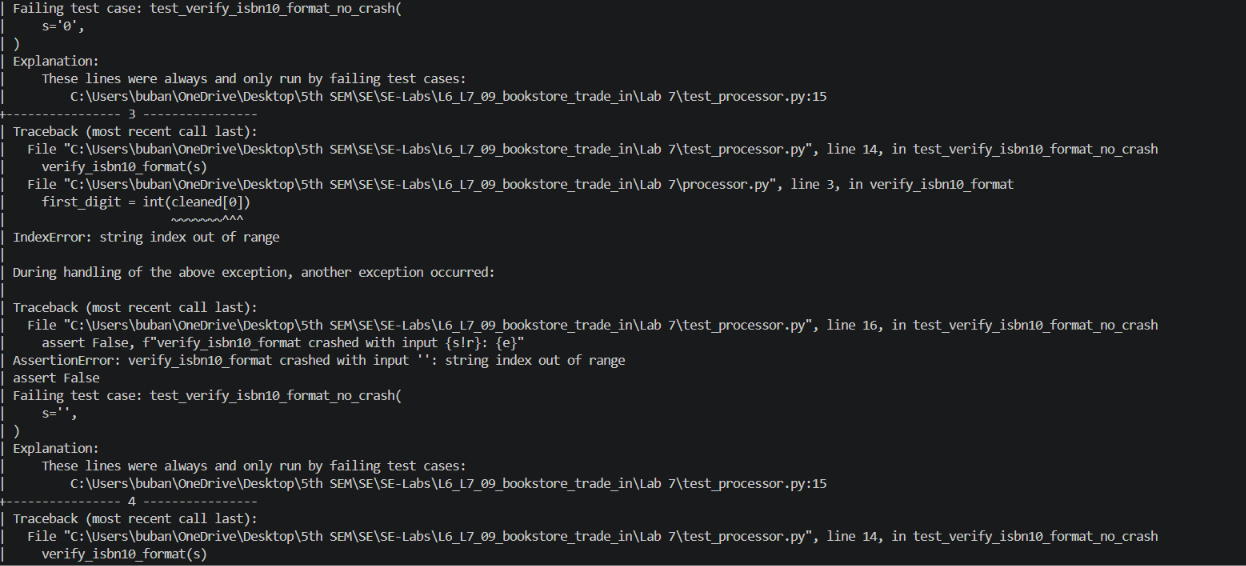 | Failing test case: test_verify_isbn10_format_no_crash(
|     s='0',
| )
| Explanation:
|     These lines were always and only run by failing test cases:
|         C:\Users\buban\OneDrive\Desktop\5th SEM\SE\SE-Labs\L6_L7_09_bookstore_trade_in\Lab 7\test_processor.py:15
+---------------- 3 ----------------
| Traceback (most recent call last):
|   File "C:\Users\buban\OneDrive\Desktop\5th SEM\SE\SE-Labs\L6_L7_09_bookstore_trade_in\Lab 7\test_processor.py", line 14, in test_verify_isbn10_format_no_crash
|     verify_isbn10_format(s)
|   File "C:\Users\buban\OneDrive\Desktop\5th SEM\SE\SE-Labs\L6_L7_09_bookstore_trade_in\Lab 7\processor.py", line 3, in verify_isbn10_format
|     first_digit = int(cleaned[0])
|                       ~~~~~~~^^^
| IndexError: string index out of range
|
| During handling of the above exception, another exception occurred:
|
| Traceback (most recent call last):
|   File "C:\Users\buban\OneDrive\Desktop\5th SEM\SE\SE-Labs\L6_L7_09_bookstore_trade_in\Lab 7\test_processor.py", line 16, in test_verify_isbn10_format_no_crash
|     assert False, f"verify_isbn10_format crashed with input {s!r}: {e}"
| AssertionError: verify_isbn10_format crashed with input '': string index out of range
| assert False
| Failing test case: test_verify_isbn10_format_no_crash(
|     s='',
| )
| Explanation:
|     These lines were always and only run by failing test cases:
|         C:\Users\buban\OneDrive\Desktop\5th SEM\SE\SE-Labs\L6_L7_09_bookstore_trade_in\Lab 7\test_processor.py:15
+---------------- 4 ----------------
| Traceback (most recent call last):
|   File "C:\Users\buban\OneDrive\Desktop\5th SEM\SE\SE-Labs\L6_L7_09_bookstore_trade_in\Lab 7\test_processor.py", line 14, in test_verify_isbn10_format_no_crash
|     verify_isbn10_format(s)